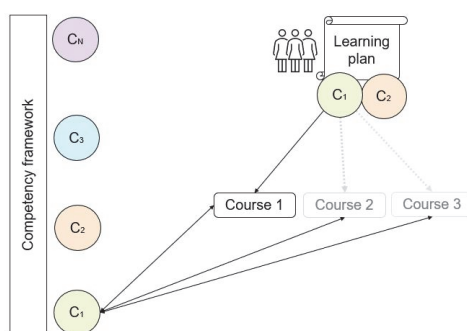 Competency framework
CN
C3
C2
C1
Learning
plan
C1
C2
Course 1
Course 2
Course 3